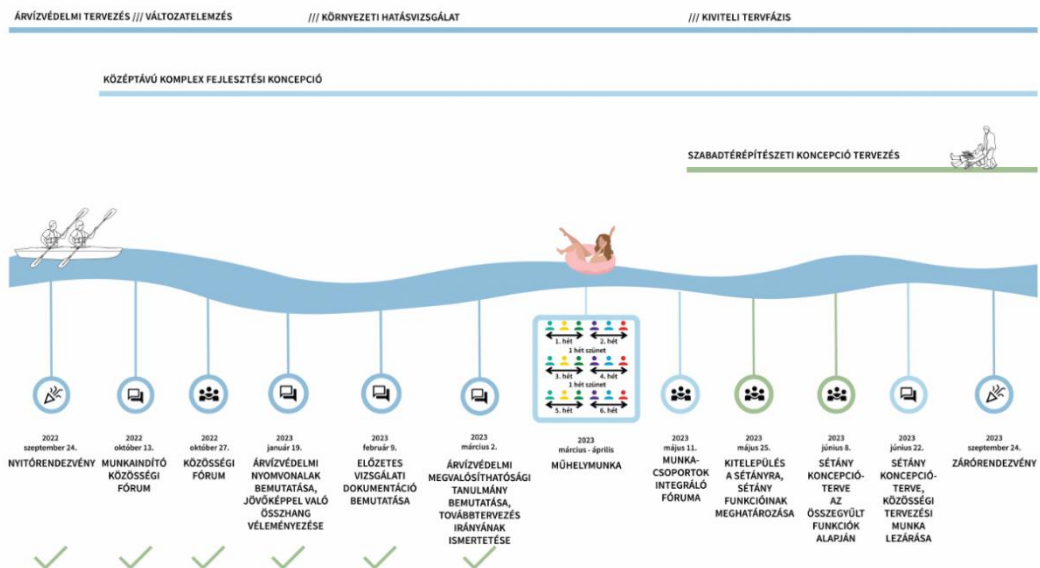 ÁRVÍZVÉDELMI TERVEZÉS /// VÁLTOZATELEMZÉS
/// KÖRNYEZETI HATÁSVIZSGÁLAT
/// KIVITELI TERVFÁZIS
KÖZÉPTÁVÚ KOMPLEX FEJLESZTÉSI KONCEPCIÓ
SZABADTÉRÉPÍTÉSZETI KONCEPCIÓ TERVEZÉS
1. hét
2. hét
1 hét szünet
3. hét
4. hét
1 hét szünet
5. hét
6. hét
2022
szeptember 24.
NYITÓRENDEZVÉNY
2022
október 13.
MUNKAINDÍTÓ
KÖZÖSSÉGI
FÓRUM
2022
október 27.
KÖZÖSSÉGI
FÓRUM
2023
január 19.
ÁRVÍZVÉDELMI
NYOMVONALAK
BEMUTATÁSA,
JÖVŐKÉPPEL VALÓ
ÖSSZHANG
VÉLEMÉNYEZÉSE
2023
február 9.
ELŐZETES
VIZSGÁLATI
DOKUMENTÁCIÓ
BEMUTATÁSA
2023
március 2.
ÁRVÍZVÉDELMI
MEGVALÓSÍTHATÓSÁGI
TANULMÁNY
BEMUTATÁSA,
TOVÁBBTERVEZÉS
IRÁNYÁNAK
ISMERTETÉSE
2023
március - április
MŰHELYMUNKA
2023
május 11.
MUNKA-
CSOPORTOK
INTEGRÁLÓ
FÓRUMA
2023
május 25.
KITELEPÜLÉS
A SÉTÁNYRA,
SÉTÁNY
FUNKCIÓINAK
MEGHATÁROZÁSA
2023
június 8.
SÉTÁNY
KONCEPCIÓ-
TERVE
AZ
ÖSSZEGYŰLT
FUNKCIÓK
ALAPJÁN
2023
június 22.
SÉTÁNY
KONCEPCIÓ-
TERVE,
KÖZÖSSÉGI
TERVEZÉSI
MUNKA
LEZÁRÁSA
2023
szeptember 24.
ZÁRÓRENDEZVÉNY